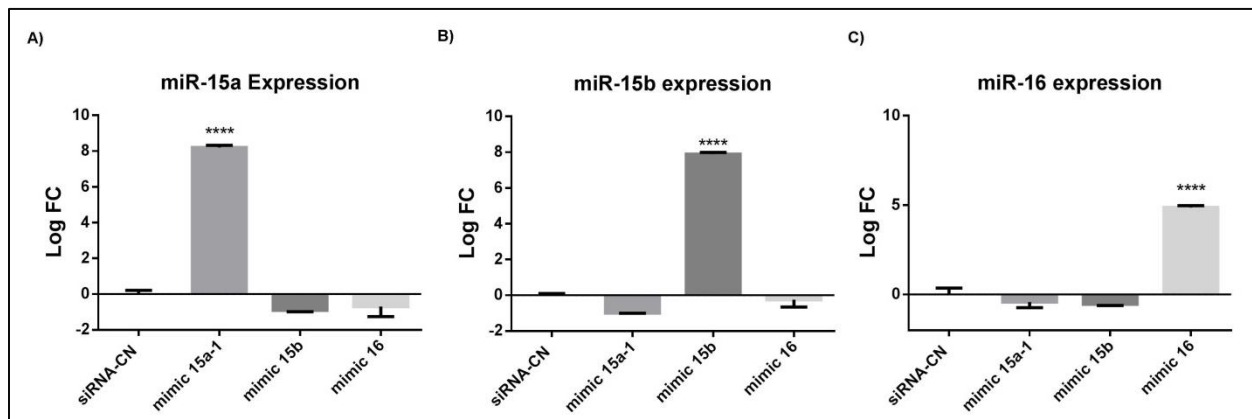 A)
miR-15a Expression
Log FC
10
8
6
4
2
0
-2
****
siRNA-CN
mimic 15a-1
mimic 15b
mimic 16
B)
miR-15b expression
Log FC
10
8
6
4
2
0
-2
****
siRNA-CN
mimic 15a-1
mimic 15b
mimic 16
C)
miR-16 expression
Log FC
10
5
0
****
siRNA-CN
mimic 15a-1
mimic 15b
mimic 16